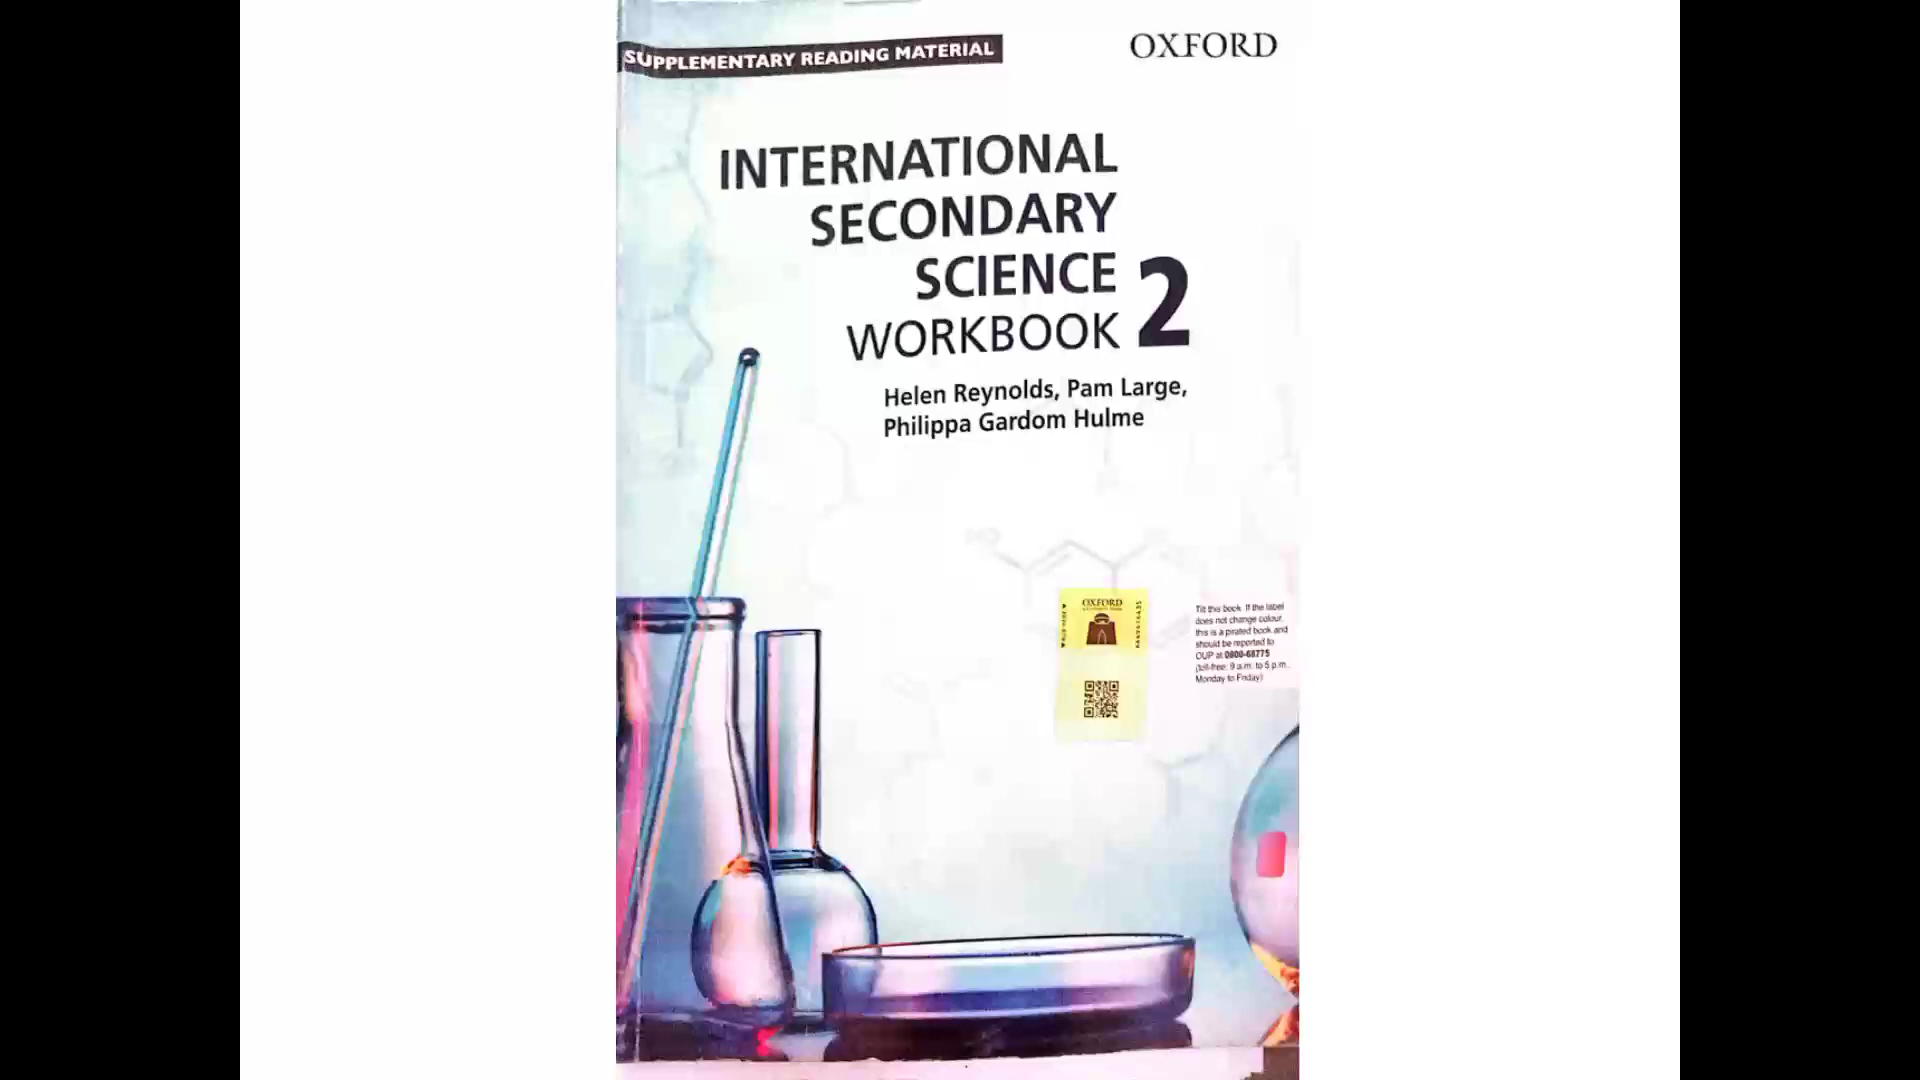 SUPPLEMENTARY READING MATERIAL
OXFORD
INTERNATIONAL
SECONDARY
SCIENCE
WORKBOOK 2
Helen Reynolds, Pam Large,
Philippa Gardom Hulme
OXFORD
Tilt this book. If the label
does not change colour,
this is a pirated book and
should be reported to
OUP at 0800-68775
(toll-free: 9 a.m. to 5 p.m.
Monday to Friday)